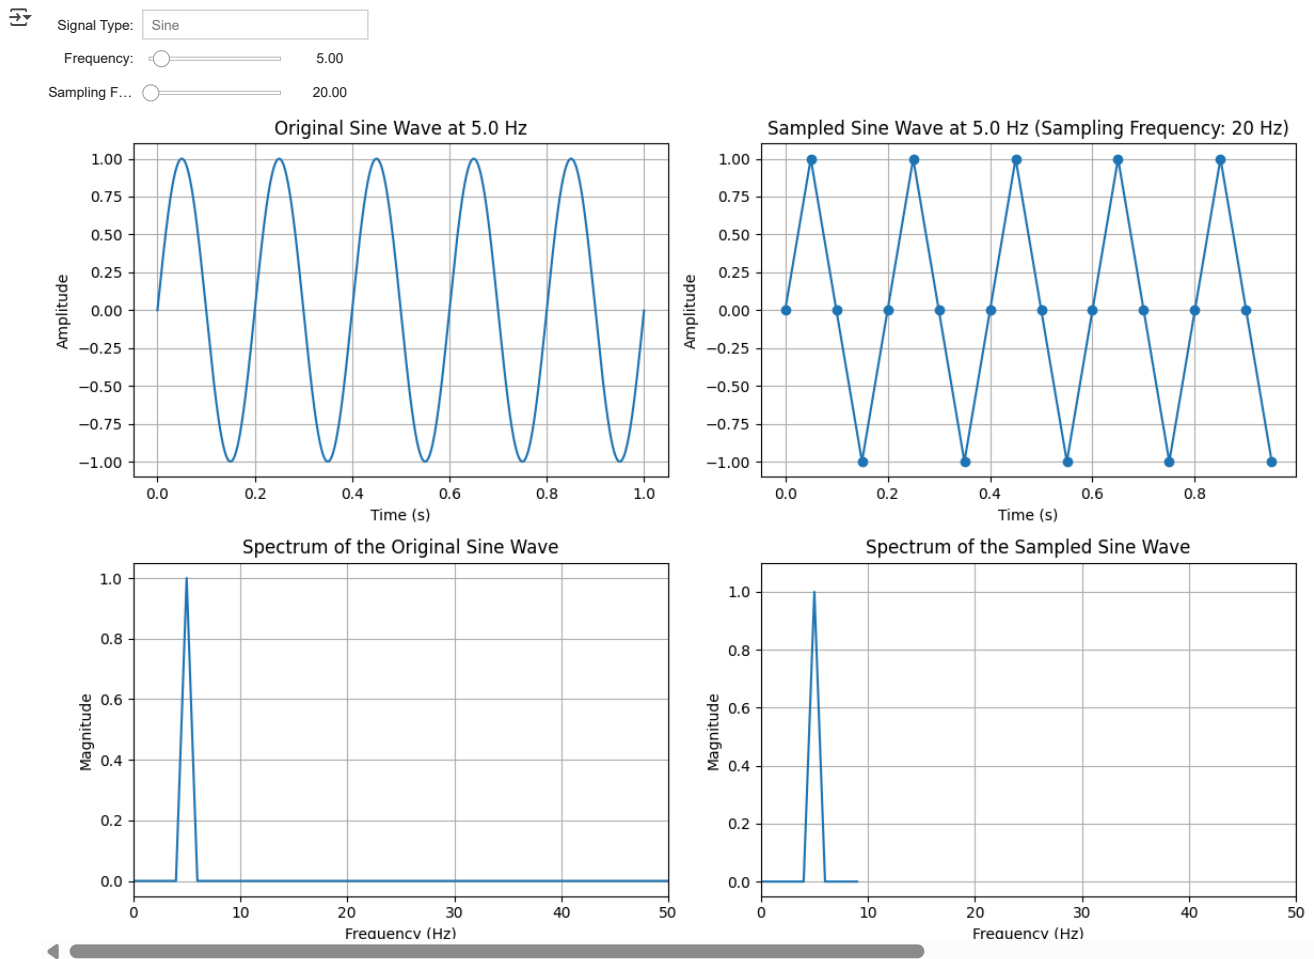 Signal Type: Sine
Frequency: 5.00
Sampling F... 20.00
Original Sine Wave at 5.0 Hz
1.00
0.75
0.50
0.25
0.00
−0.25
−0.50
−0.75
−1.00
Amplitude
0.0 0.2 0.4 0.6 0.8 1.0
Time (s)
Sampled Sine Wave at 5.0 Hz (Sampling Frequency: 20 Hz)
1.00
0.75
0.50
0.25
0.00
−0.25
−0.50
−0.75
−1.00
Amplitude
0.0 0.2 0.4 0.6 0.8
Time (s)
Spectrum of the Original Sine Wave
1.0
0.8
0.6
0.4
0.2
0.0
Magnitude
0 10 20 30 40 50
Frequency (Hz)
Spectrum of the Sampled Sine Wave
1.0
0.8
0.6
0.4
0.2
0.0
Magnitude
0 10 20 30 40 50
Frequency (Hz)